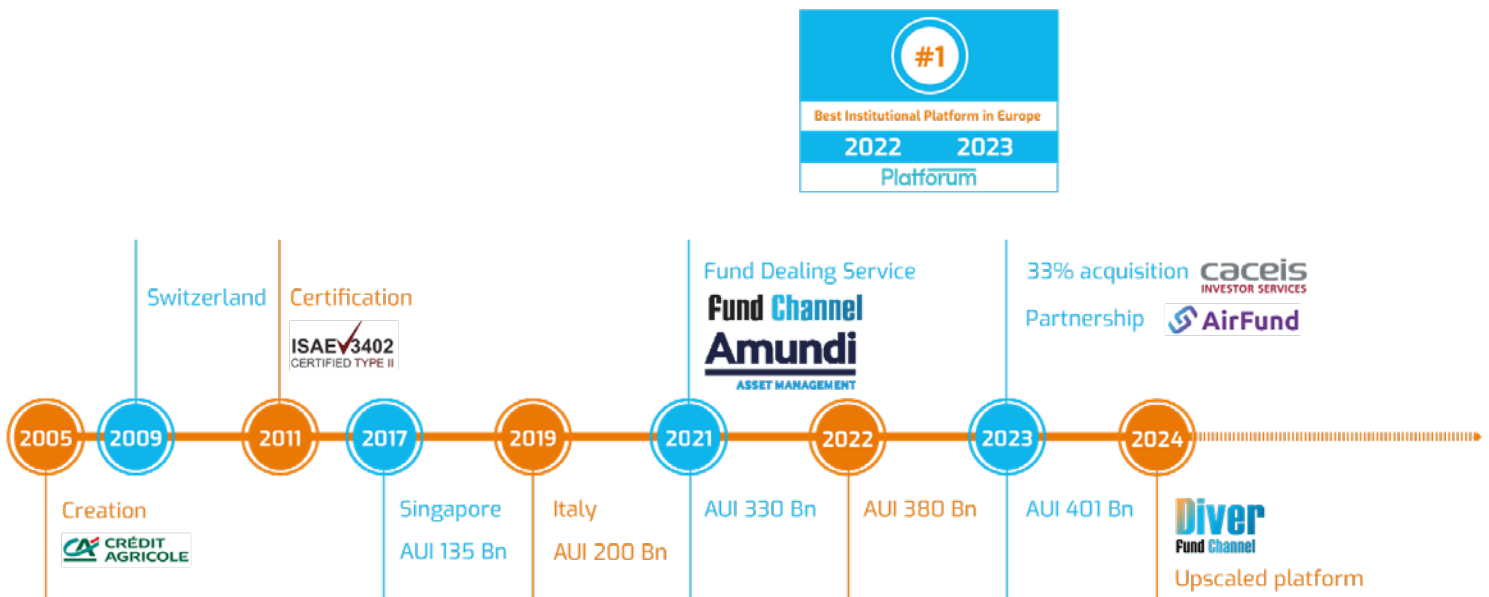 #1
Best Institutional Platform in Europe
2022 2023
Platforum
Switzerland
Certification
ISAE 3402
CERTIFIED TYPE II
Fund Dealing Service
Fund Channel
Amundi
ASSET MANAGEMENT
33% acquisition
caceis
INVESTOR SERVICES
Partnership
AirFund
2005 2009 2011 2017 2019 2021 2022 2023 2024
Creation
CA CRÉDIT
AGRICOLE
Singapore
AUI 135 Bn
Italy
AUI 200 Bn
AUI 330 Bn
AUI 380 Bn
AUI 401 Bn
Diver
Fund Channel
Upscaled platform